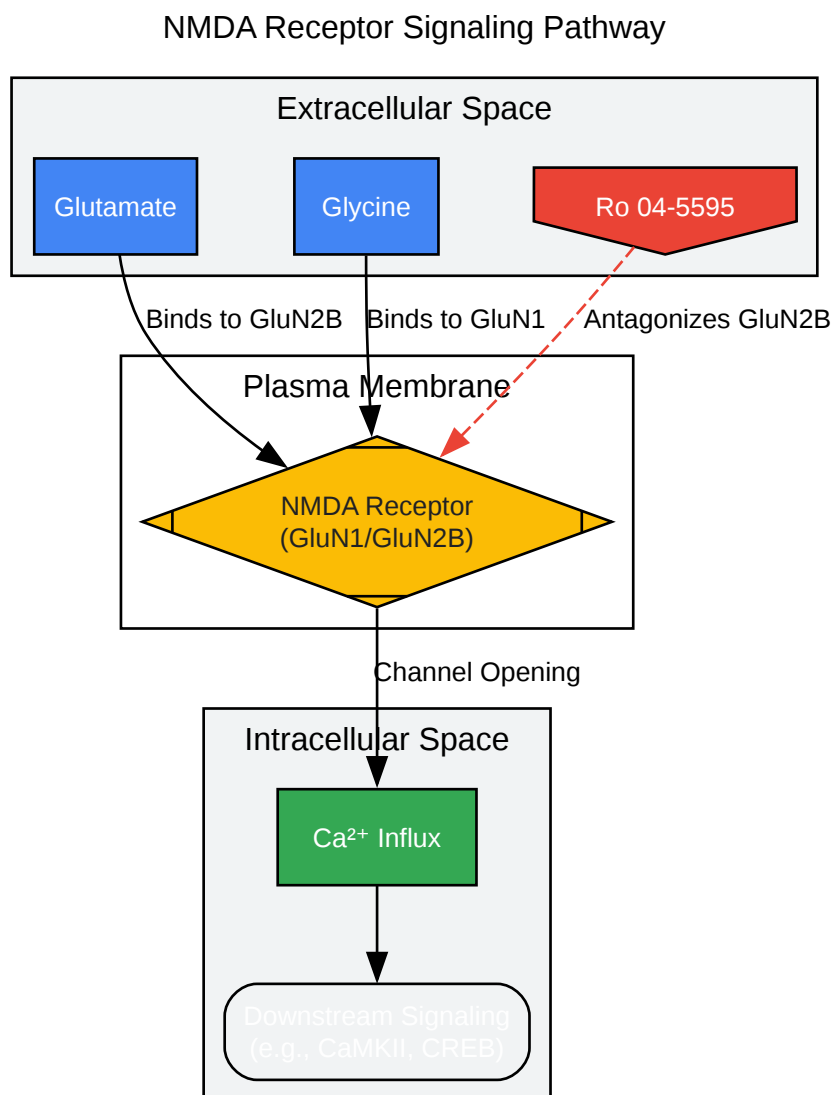 NMDA Receptor Signaling Pathway
Extracellular Space
Glutamate
Glycine
Ro 04-5595
Binds to GluN2B
Binds to GluN1
Antagonizes GluN2B
Plasma Membrane
NMDA Receptor
(GluN1/GluN2B)
Channel Opening
Intracellular Space
Ca²⁺ Influx
Downstream Signaling
(e.g., CaMKII, CREB)